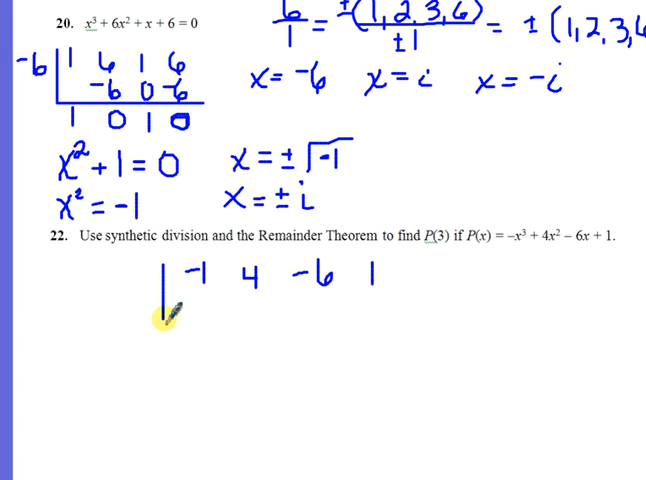 20. x³ + 6x² + x + 6 = 0
6/1 = ±(1, 2, 3, 6)/±1 = ± (1, 2, 3, 6
-6 | 1 6 1 6
-6 0 -6
1 0 1 0
x = -6 x = i x = -i
x² + 1 = 0 x = ± √-1
x² = -1 x = ± i
22. Use synthetic division and the Remainder Theorem to find P(3) if P(x) = –x³ + 4x² – 6x + 1.
| -1 4 -6 1